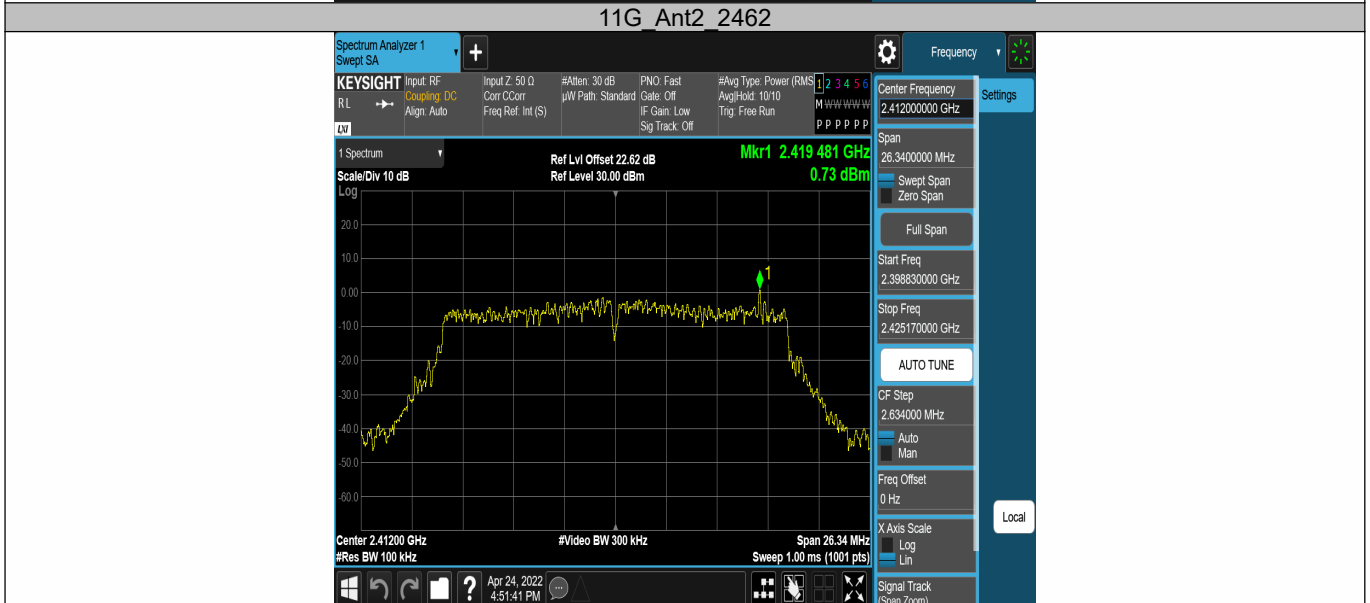 11G_Ant2_2462
Spectrum Analyzer 1
Swept SA
+
Frequency
KEYSIGHT
RL
LXI
Input: RF
Coupling: DC
Align: Auto
Input Z: 50 Ω
Corr CCorr
Freq Ref: Int (S)
#Atten: 30 dB
µW Path: Standard
PNO: Fast
Gate: Off
IF Gain: Low
Sig Track: Off
#Avg Type: Power (RMS
Avg|Hold: 10/10
Trig: Free Run
1 2 3 4 5 6
M W W W W W
P P P P P P
1 Spectrum
Scale/Div 10 dB
Log
Ref Lvl Offset 22.62 dB
Ref Level 30.00 dBm
Mkr1 2.419 481 GHz
0.73 dBm
20.0
10.0
0.00
-10.0
-20.0
-30.0
-40.0
-50.0
-60.0
1
Center 2.41200 GHz
#Res BW 100 kHz
#Video BW 300 kHz
Span 26.34 MHz
Sweep 1.00 ms (1001 pts)
Center Frequency
2.412000000 GHz
Settings
Span
26.3400000 MHz
Swept Span
Zero Span
Full Span
Start Freq
2.398830000 GHz
Stop Freq
2.425170000 GHz
AUTO TUNE
CF Step
2.634000 MHz
Auto
Man
Freq Offset
0 Hz
Local
X Axis Scale
Log
Lin
Signal Track
(Span Zoom)
?
Apr 24, 2022
4:51:41 PM